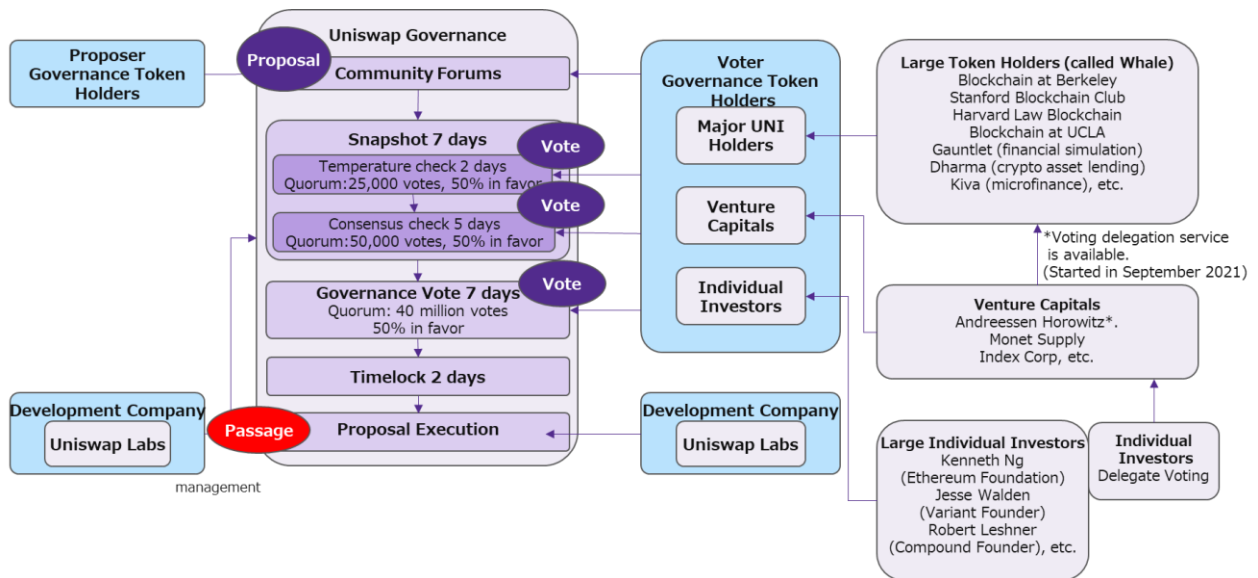 Uniswap Governance
Proposer
Governance Token
Holders
Proposal
Community Forums
Snapshot 7 days
Vote
Temperature check 2 days
Quorum:25,000 votes, 50% in favor
Vote
Consensus check 5 days
Quorum:50,000 votes, 50% in favor
Vote
Governance Vote 7 days
Quorum: 40 million votes
50% in favor
Timelock 2 days
Passage
Proposal Execution
Development Company
Uniswap Labs
management
Voter
Governance Token
Holders
Major UNI
Holders
Venture
Capitals
Individual
Investors
Development Company
Uniswap Labs
Large Token Holders (called Whale)
Blockchain at Berkeley
Stanford Blockchain Club
Harvard Law Blockchain
Blockchain at UCLA
Gauntlet (financial simulation)
Dharma (crypto asset lending)
Kiva (microfinance), etc.
*Voting delegation service
is available.
(Started in September 2021)
Venture Capitals
Andreessen Horowitz*.
Monet Supply
Index Corp, etc.
Large Individual Investors
Kenneth Ng
(Ethereum Foundation)
Jesse Walden
(Variant Founder)
Robert Leshner
(Compound Founder), etc.
Individual
Investors
Delegate Voting